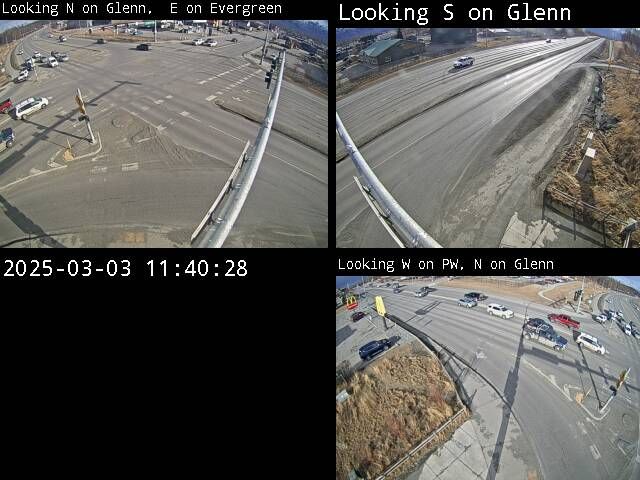 Looking N on Glenn,  E on Evergreen
Looking S on Glenn
2025-03-03 11:40:28
Looking W on PW, N on Glenn